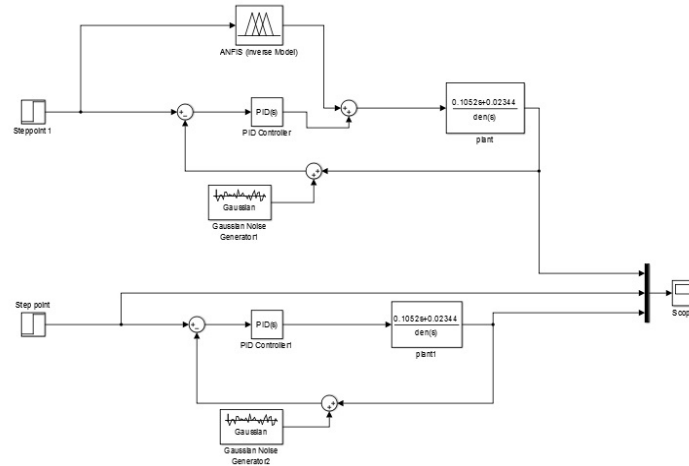 ANFIS (Inverse Model)
0.1052s+0.02344
den(s)
plant
PID(s)
PID Controller
Steppoint 1
Gaussian
Gaussian Noise
Generator1
Step point
PID(s)
PID Controller1
0.1052s+0.02344
den(s)
plant1
Scop
Gaussian
Gaussian Noise
Generator2